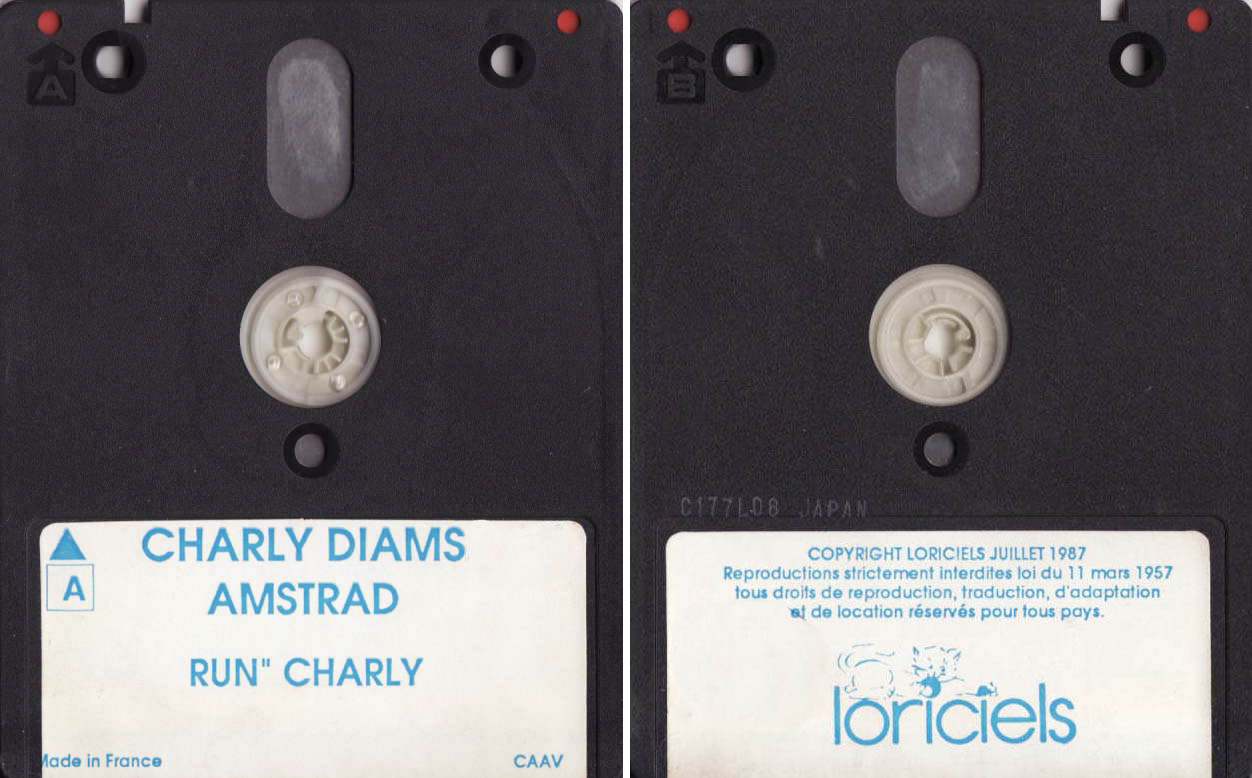 A
CHARLY DIAMS
A
AMSTRAD
RUN" CHARLY
Made in France
CAAV
B
C177L08 JAPAN
COPYRIGHT LORICIELS JUILLET 1987
Reproductions strictement interdites loi du 11 mars 1957
tous droits de reproduction, traduction, d'adaptation
et de location réservés pour tous pays.
loriciels